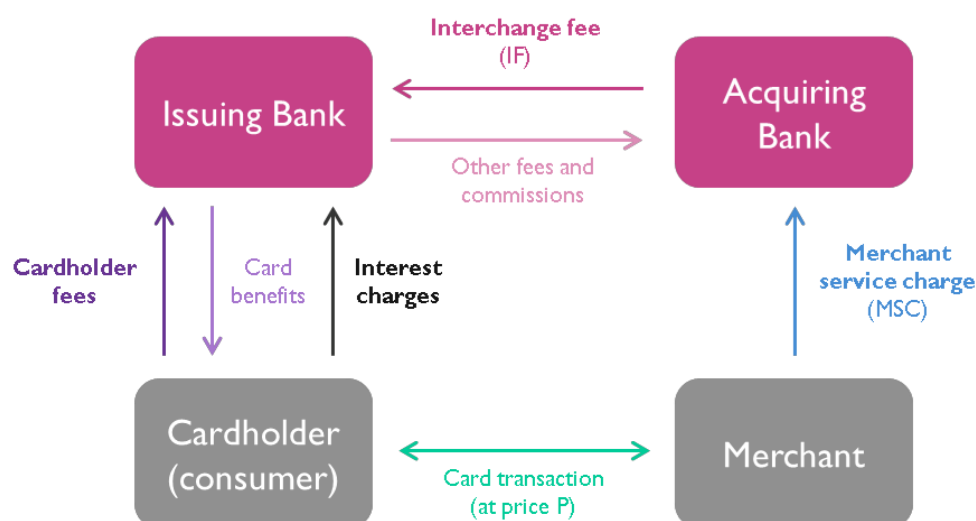 Interchange fee
(IF)
Issuing Bank
Acquiring
Bank
Other fees and
commissions
Cardholder
fees
Card
benefits
Interest
charges
Merchant
service charge
(MSC)
Cardholder
(consumer)
Card transaction
(at price P)
Merchant